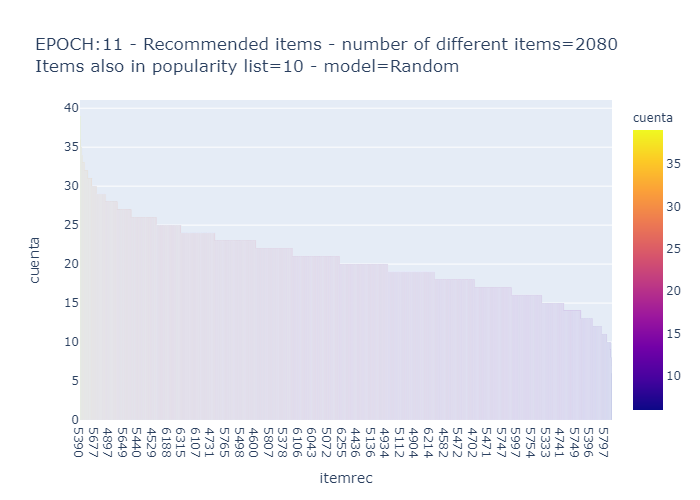 EPOCH:11 - Recommended items - number of different items=2080
Items also in popularity list=10 - model=Random
cuenta
40
35
30
25
20
15
10
5
0
cuenta
35
30
25
20
15
10
5390 5677 4897 5649 5440 4529 6188 6315 6107 4731 5765 5498 4600 5807 5378 6106 6043 5072 6255 4436 5136 4934 5112 4904 6214 4582 5472 4702 5471 5747 5997 5754 5333 4741 5749 5396 5797
itemrec